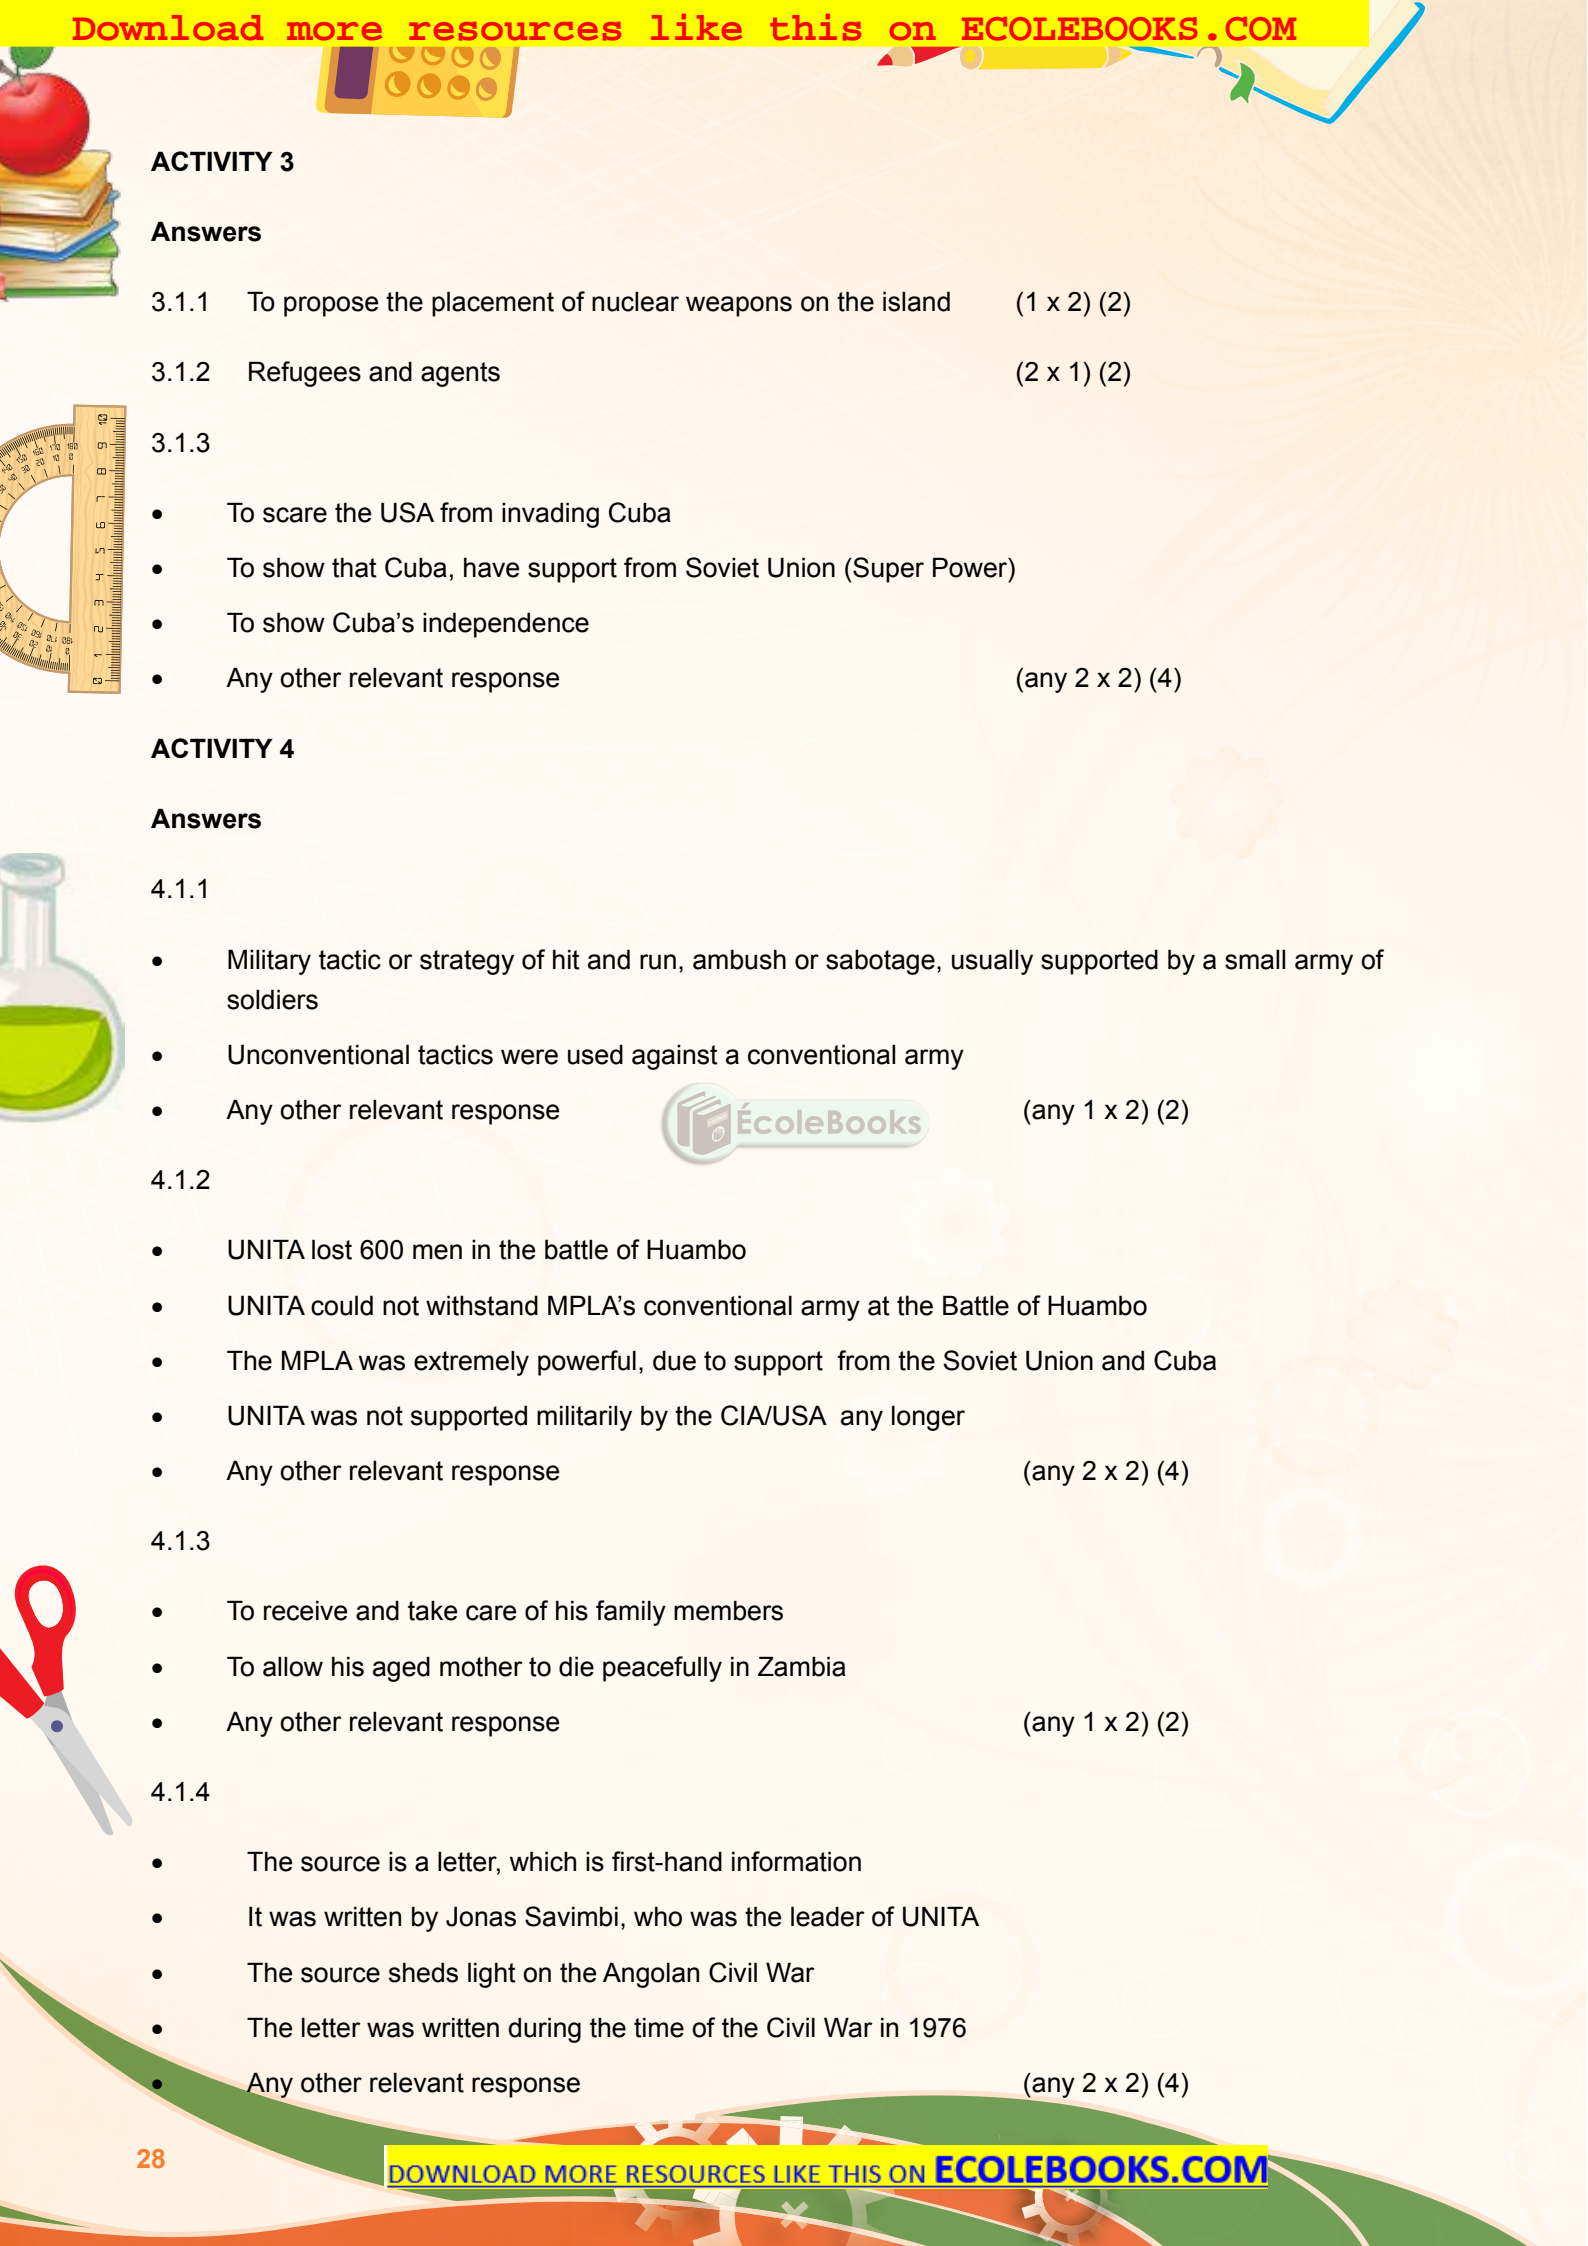 Download more resources like this on ECOLEBOOKS.COM
ACTIVITY 3
Answers
3.1.1 To propose the placement of nuclear weapons on the island (1 x 2) (2)
3.1.2 Refugees and agents (2 x 1) (2)
3.1.3
• To scare the USA from invading Cuba
• To show that Cuba, have support from Soviet Union (Super Power)
• To show Cuba’s independence
• Any other relevant response (any 2 x 2) (4)
ACTIVITY 4
Answers
4.1.1
• Military tactic or strategy of hit and run, ambush or sabotage, usually supported by a small army of
soldiers
• Unconventional tactics were used against a conventional army
• Any other relevant response (any 1 x 2) (2)
ÉcoleBooks
4.1.2
• UNITA lost 600 men in the battle of Huambo
• UNITA could not withstand MPLA’s conventional army at the Battle of Huambo
• The MPLA was extremely powerful, due to support from the Soviet Union and Cuba
• UNITA was not supported militarily by the CIA/USA any longer
• Any other relevant response (any 2 x 2) (4)
4.1.3
• To receive and take care of his family members
• To allow his aged mother to die peacefully in Zambia
• Any other relevant response (any 1 x 2) (2)
4.1.4
• The source is a letter, which is first-hand information
• It was written by Jonas Savimbi, who was the leader of UNITA
• The source sheds light on the Angolan Civil War
• The letter was written during the time of the Civil War in 1976
• Any other relevant response (any 2 x 2) (4)
28
DOWNLOAD MORE RESOURCES LIKE THIS ON ECOLEBOOKS.COM